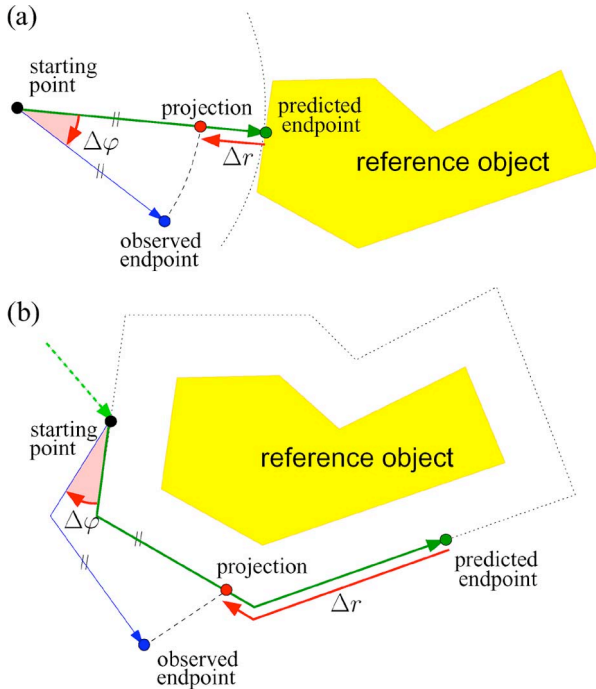 (a)
starting
point
projection
predicted
endpoint
Δφ
Δr
reference object
observed
endpoint
(b)
starting
point
reference object
Δφ
projection
Δr
predicted
endpoint
observed
endpoint